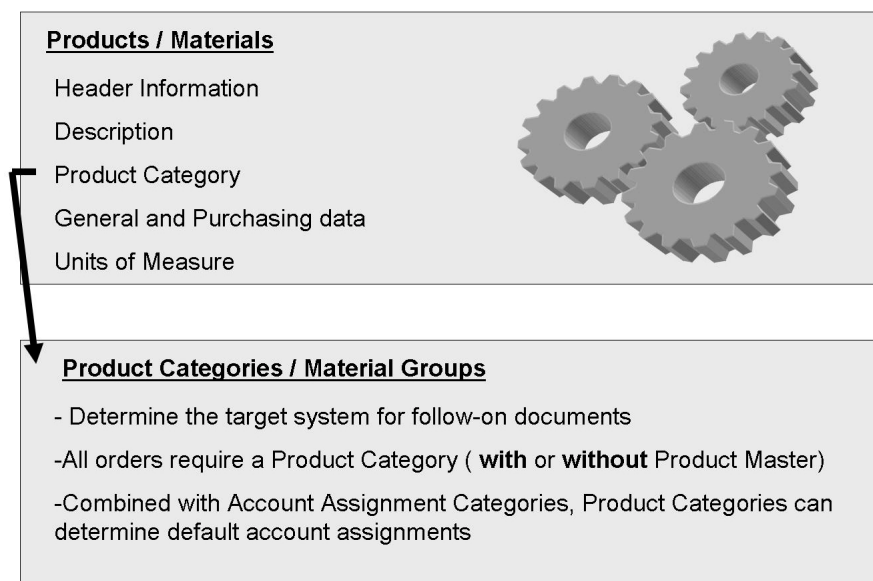 Products / Materials
Header Information
Description
Product Category
General and Purchasing data
Units of Measure
Product Categories / Material Groups
- Determine the target system for follow-on documents
-All orders require a Product Category ( with or without Product Master)
-Combined with Account Assignment Categories, Product Categories can
determine default account assignments